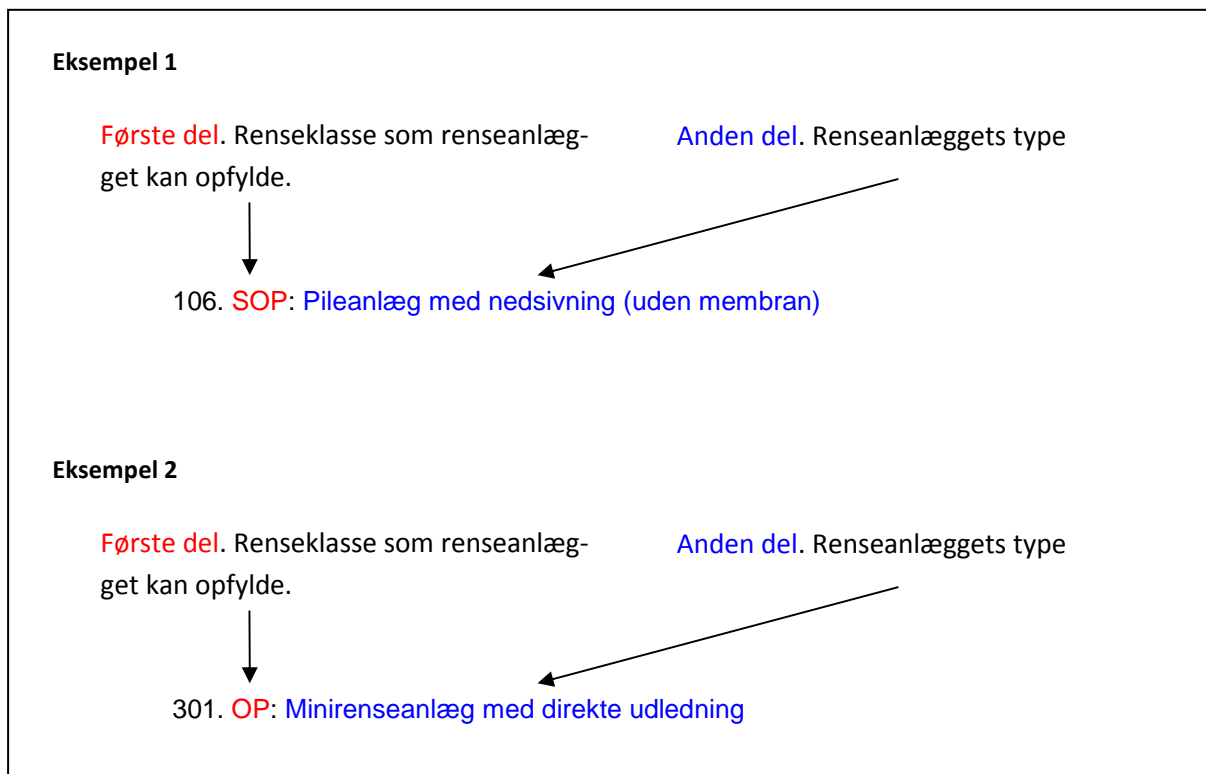 Eksempel 1
Første del. Renseklasse som renseanlæg-
get kan opfylde.
Anden del. Renseanlæggets type
106. SOP: Pileanlæg med nedsivning (uden membran)
Eksempel 2
Første del. Renseklasse som renseanlæg-
get kan opfylde.
Anden del. Renseanlæggets type
301. OP: Minirenseanlæg med direkte udledning